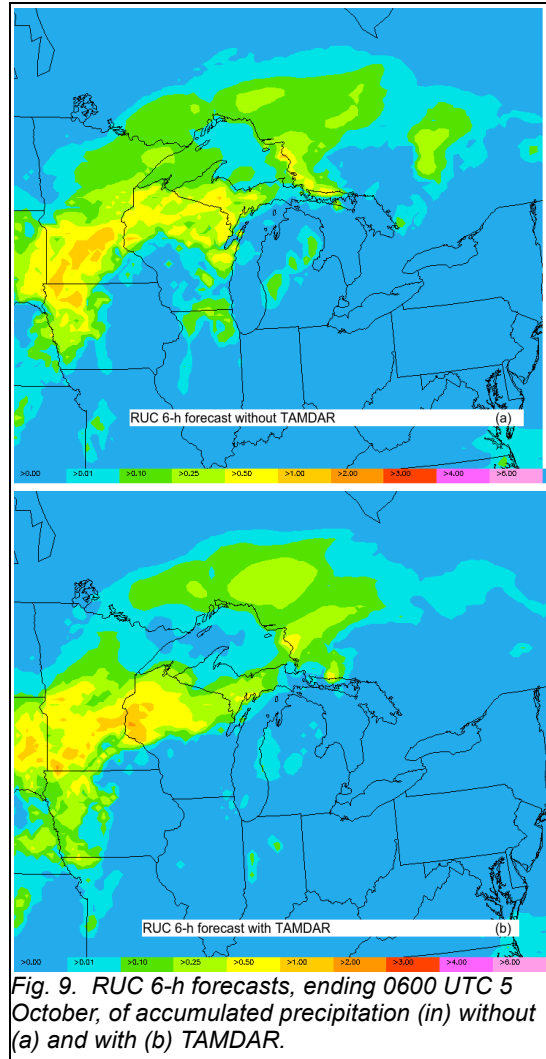 RUC 6-h forecast without TAMDAR (a)
>0.00 >0.01 >0.10 >0.25 >0.50 >1.00 >2.00 >3.00 >4.00 >6.00
RUC 6-h forecast with TAMDAR (b)
>0.00 >0.01 >0.10 >0.25 >0.50 >1.00 >2.00 >3.00 >4.00 >6.00
Fig. 9. RUC 6-h forecasts, ending 0600 UTC 5
October, of accumulated precipitation (in) without
(a) and with (b) TAMDAR.